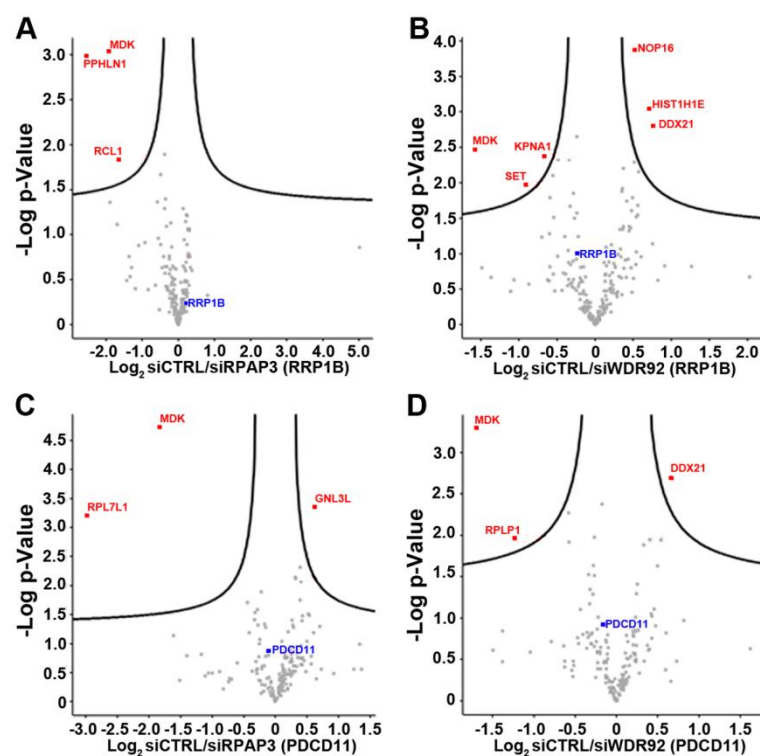 A
3.0
2.5
2.0
1.5
1.0
0.5
0
-Log p-Value
MDK
PPHLN1
RCL1
RRP1B
-2.0 -1.0 0 1.0 2.0 3.0 4.0 5.0
Log2 siCTRL/siRPAP3 (RRP1B)
B
4.0
3.5
3.0
2.5
2.0
1.5
1.0
0.5
0
-Log p-Value
NOP16
HIST1H1E
DDX21
MDK
KPNA1
SET
RRP1B
-1.5 -1.0 -0.5 0.0 0.5 1.0 1.5 2.0
Log2 siCTRL/siWDR92 (RRP1B)
C
4.5
4.0
3.5
3.0
2.5
2.0
1.5
1.0
0.5
0
-Log p-Value
MDK
RPL7L1
GNL3L
PDCD11
-3.0 -2.5 -2.0 -1.5 -1.0 -0.5 0 0.5 1.0 1.5
Log2 siCTRL/siRPAP3 (PDCD11)
D
3.0
2.5
2.0
1.5
1.0
0.5
0
-Log p-Value
MDK
DDX21
RPLP1
PDCD11
-1.5 -1.0 -0.5 0.0 0.5 1.0 1.5
Log2 siCTRL/siWDR92 (PDCD11)